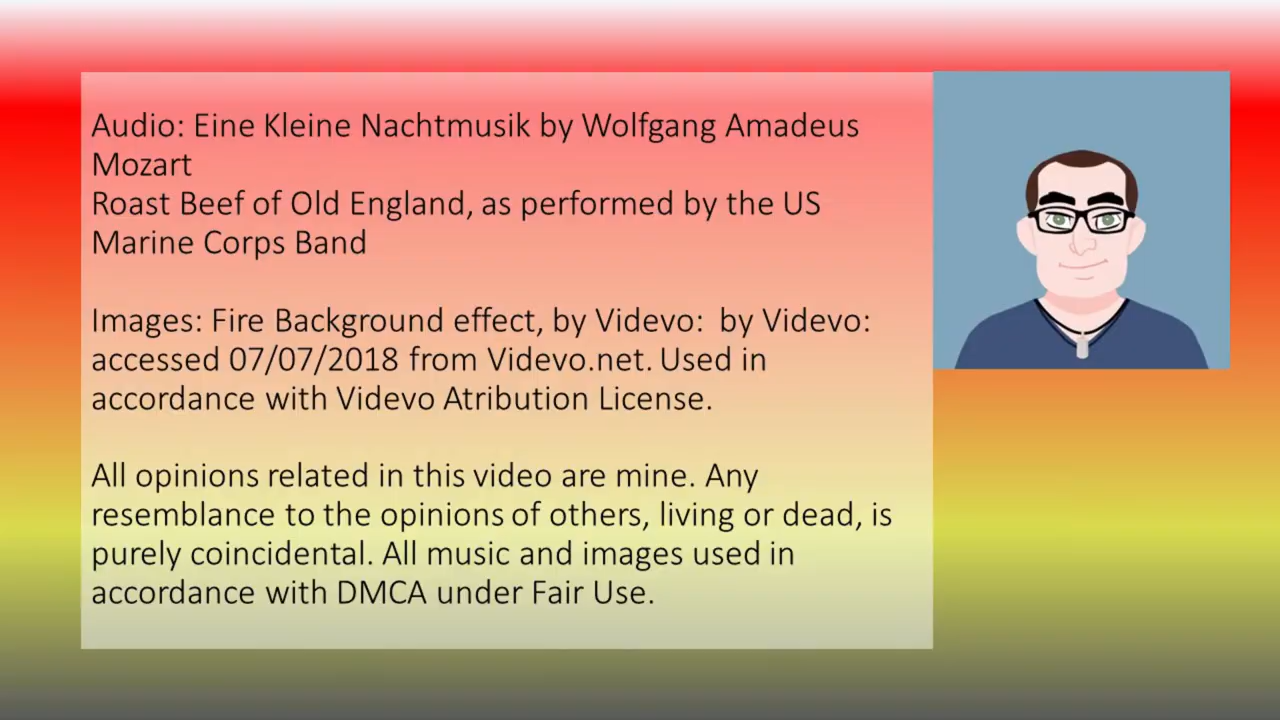 Audio: Eine Kleine Nachtmusik by Wolfgang Amadeus
Mozart
Roast Beef of Old England, as performed by the US
Marine Corps Band
Images: Fire Background effect, by Videvo:  by Videvo:
accessed 07/07/2018 from Videvo.net. Used in
accordance with Videvo Atribution License.
All opinions related in this video are mine. Any
resemblance to the opinions of others, living or dead, is
purely coincidental. All music and images used in
accordance with DMCA under Fair Use.